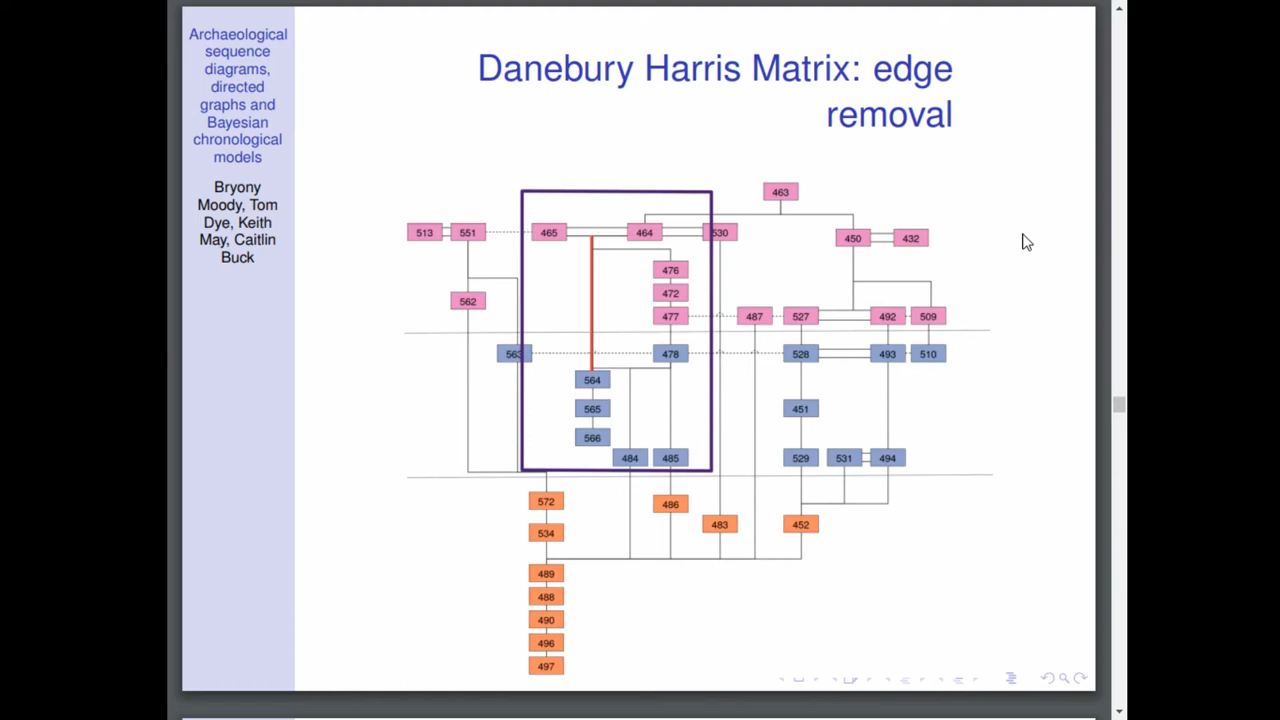 Archaeological
sequence
diagrams,
directed
graphs and
Bayesian
chronological
models
Bryony
Moody, Tom
Dye, Keith
May, Caitlin
Buck
Danebury Harris Matrix: edge
removal
463
513 551 465 464 530 450 432
476
472
562
477 487 527 492 509
563 478 528 493 510
564
565 451
566
484 485 529 531 494
572 486
483 452
534
489
488
490
496
497